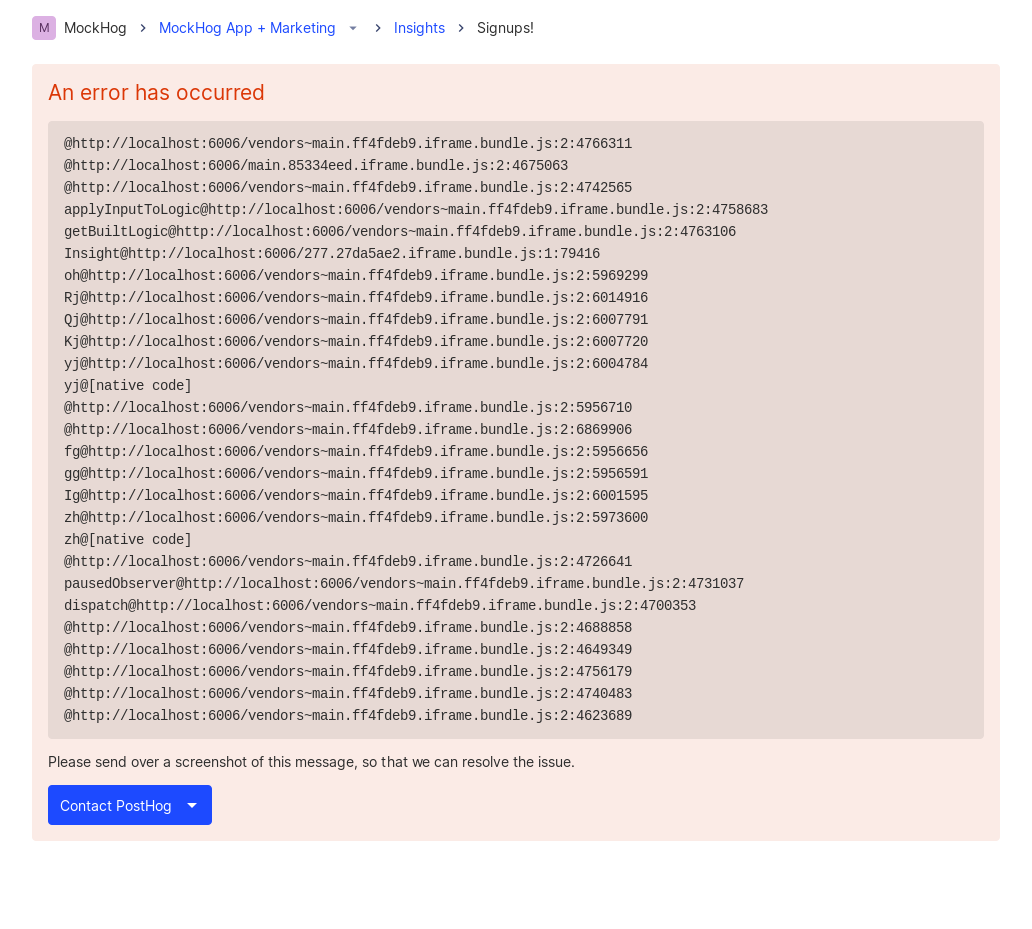 M MockHog > MockHog App + Marketing > Insights > Signups!
An error has occurred
@http://localhost:6006/vendors~main.ff4fdeb9.iframe.bundle.js:2:4766311
@http://localhost:6006/main.85334eed.iframe.bundle.js:2:4675063
@http://localhost:6006/vendors~main.ff4fdeb9.iframe.bundle.js:2:4742565
applyInputToLogic@http://localhost:6006/vendors~main.ff4fdeb9.iframe.bundle.js:2:4758683
getBuiltLogic@http://localhost:6006/vendors~main.ff4fdeb9.iframe.bundle.js:2:4763106
Insight@http://localhost:6006/277.27da5ae2.iframe.bundle.js:1:79416
oh@http://localhost:6006/vendors~main.ff4fdeb9.iframe.bundle.js:2:5969299
Rj@http://localhost:6006/vendors~main.ff4fdeb9.iframe.bundle.js:2:6014916
Qj@http://localhost:6006/vendors~main.ff4fdeb9.iframe.bundle.js:2:6007791
Kj@http://localhost:6006/vendors~main.ff4fdeb9.iframe.bundle.js:2:6007720
yj@http://localhost:6006/vendors~main.ff4fdeb9.iframe.bundle.js:2:6004784
yj@[native code]
@http://localhost:6006/vendors~main.ff4fdeb9.iframe.bundle.js:2:5956710
@http://localhost:6006/vendors~main.ff4fdeb9.iframe.bundle.js:2:6869906
fg@http://localhost:6006/vendors~main.ff4fdeb9.iframe.bundle.js:2:5956656
gg@http://localhost:6006/vendors~main.ff4fdeb9.iframe.bundle.js:2:5956591
Ig@http://localhost:6006/vendors~main.ff4fdeb9.iframe.bundle.js:2:6001595
zh@http://localhost:6006/vendors~main.ff4fdeb9.iframe.bundle.js:2:5973600
zh@[native code]
@http://localhost:6006/vendors~main.ff4fdeb9.iframe.bundle.js:2:4726641
pausedObserver@http://localhost:6006/vendors~main.ff4fdeb9.iframe.bundle.js:2:4731037
dispatch@http://localhost:6006/vendors~main.ff4fdeb9.iframe.bundle.js:2:4700353
@http://localhost:6006/vendors~main.ff4fdeb9.iframe.bundle.js:2:4688858
@http://localhost:6006/vendors~main.ff4fdeb9.iframe.bundle.js:2:4649349
@http://localhost:6006/vendors~main.ff4fdeb9.iframe.bundle.js:2:4756179
@http://localhost:6006/vendors~main.ff4fdeb9.iframe.bundle.js:2:4740483
@http://localhost:6006/vendors~main.ff4fdeb9.iframe.bundle.js:2:4623689
Please send over a screenshot of this message, so that we can resolve the issue.
Contact PostHog